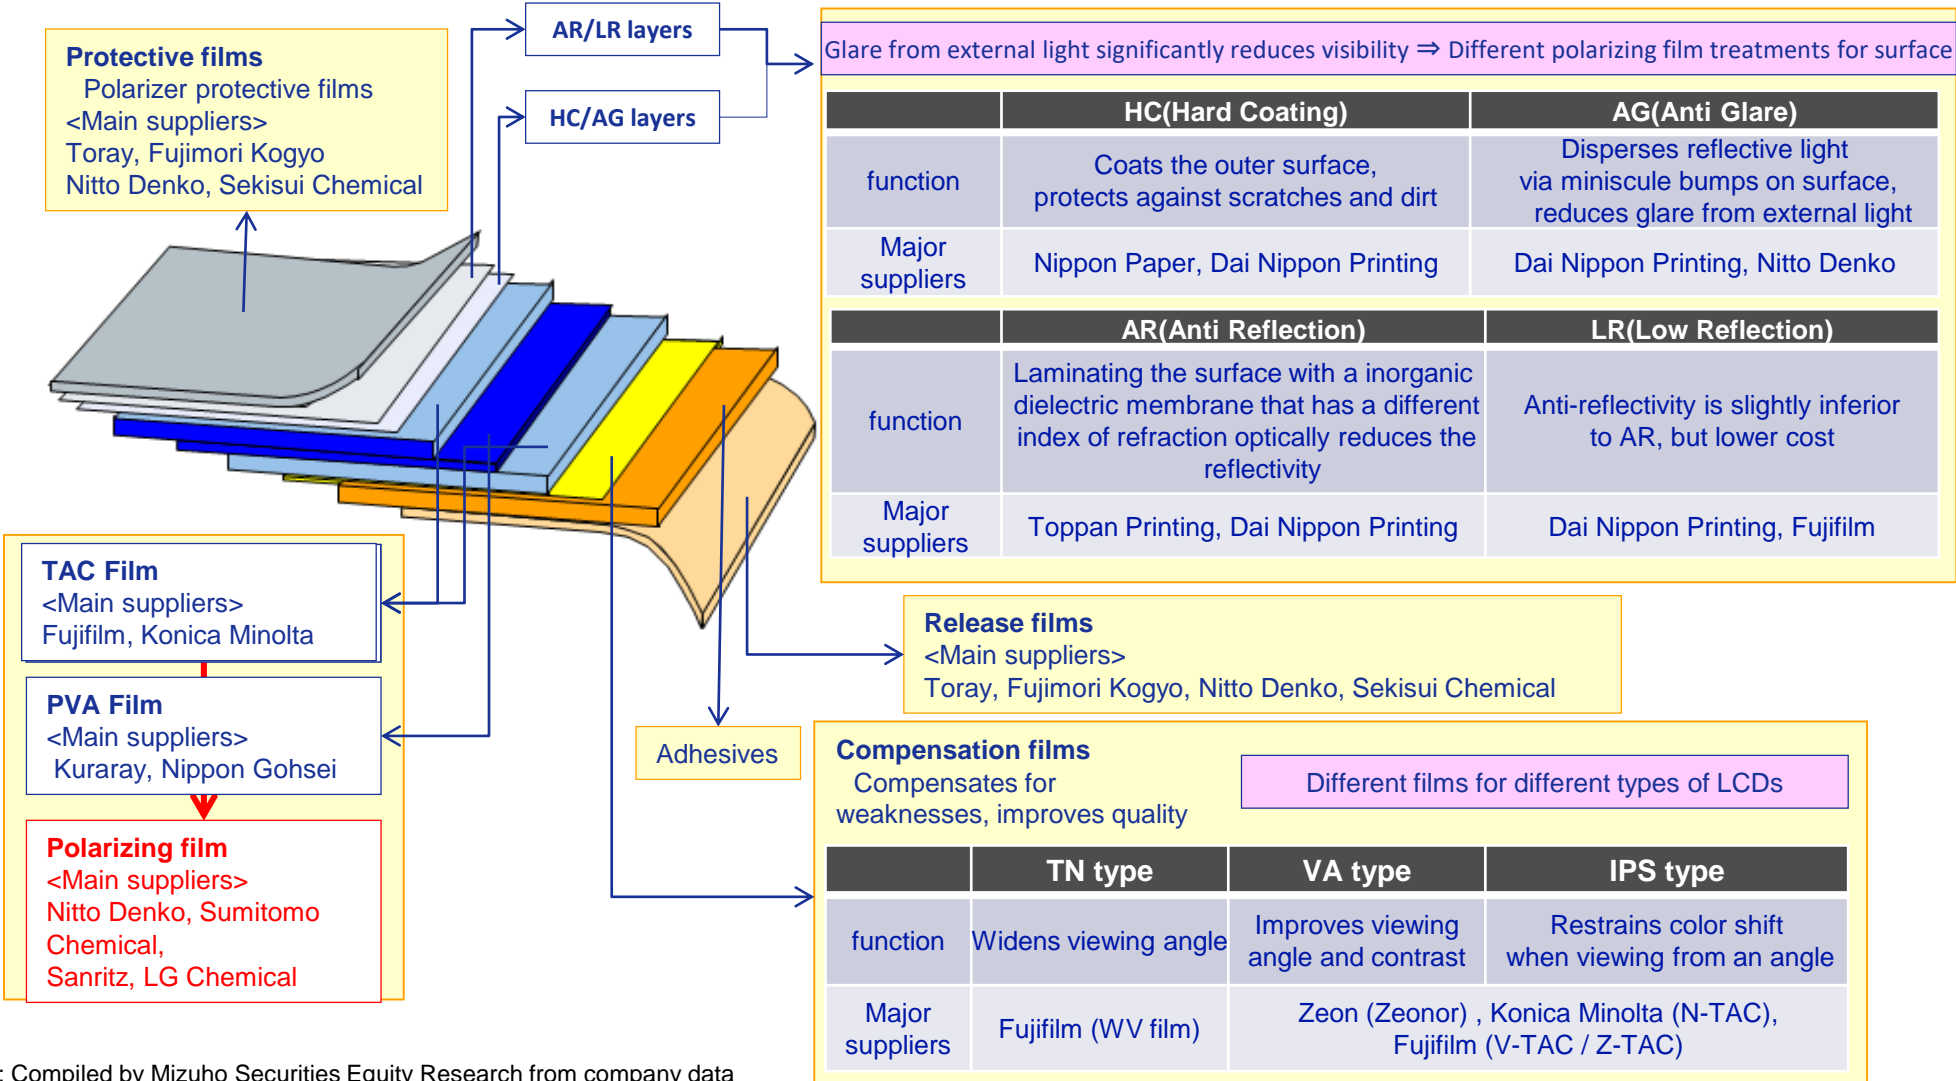 Protective films
Polarizer protective films
<Main suppliers>
Toray, Fujimori Kogyo
Nitto Denko, Sekisui Chemical
AR/LR layers
HC/AG layers
Glare from external light significantly reduces visibility ⇒ Different polarizing film treatments for surface
HC(Hard Coating) AG(Anti Glare)
function
Coats the outer surface,
protects against scratches and dirt
Disperses reflective light
via miniscule bumps on surface,
reduces glare from external light
Major
suppliers
Nippon Paper, Dai Nippon Printing
Dai Nippon Printing, Nitto Denko
AR(Anti Reflection) LR(Low Reflection)
function
Laminating the surface with a inorganic
dielectric membrane that has a different
index of refraction optically reduces the
reflectivity
Anti-reflectivity is slightly inferior
to AR, but lower cost
Major
suppliers
Toppan Printing, Dai Nippon Printing
Dai Nippon Printing, Fujifilm
TAC Film
<Main suppliers>
Fujifilm, Konica Minolta
PVA Film
<Main suppliers>
Kuraray, Nippon Gohsei
Polarizing film
<Main suppliers>
Nitto Denko, Sumitomo
Chemical,
Sanritz, LG Chemical
Adhesives
Release films
<Main suppliers>
Toray, Fujimori Kogyo, Nitto Denko, Sekisui Chemical
Compensation films
Compensates for
weaknesses, improves quality
Different films for different types of LCDs
TN type VA type IPS type
function
Widens viewing angle
Improves viewing
angle and contrast
Restrains color shift
when viewing from an angle
Major
suppliers
Fujifilm (WV film)
Zeon (Zeonor) , Konica Minolta (N-TAC),
Fujifilm (V-TAC / Z-TAC)
: Compiled by Mizuho Securities Equity Research from company data